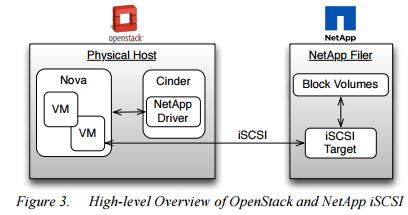 openstack
NetApp
Physical Host
NetApp Filer
Nova
Cinder
VM
VM
NetApp
Driver
Block Volumes
iSCSI
iSCSI
Target
Figure 3. High-level Overview of OpenStack and NetApp iSCSI